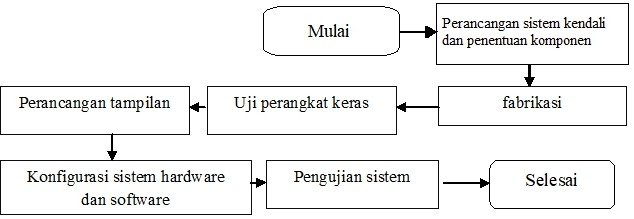 Mulai
Perancangan sistem kendali
dan penentuan komponen
fabrikasi
Uji perangkat keras
Perancangan tampilan
Konfigurasi sistem hardware
dan software
Pengujian sistem
Selesai